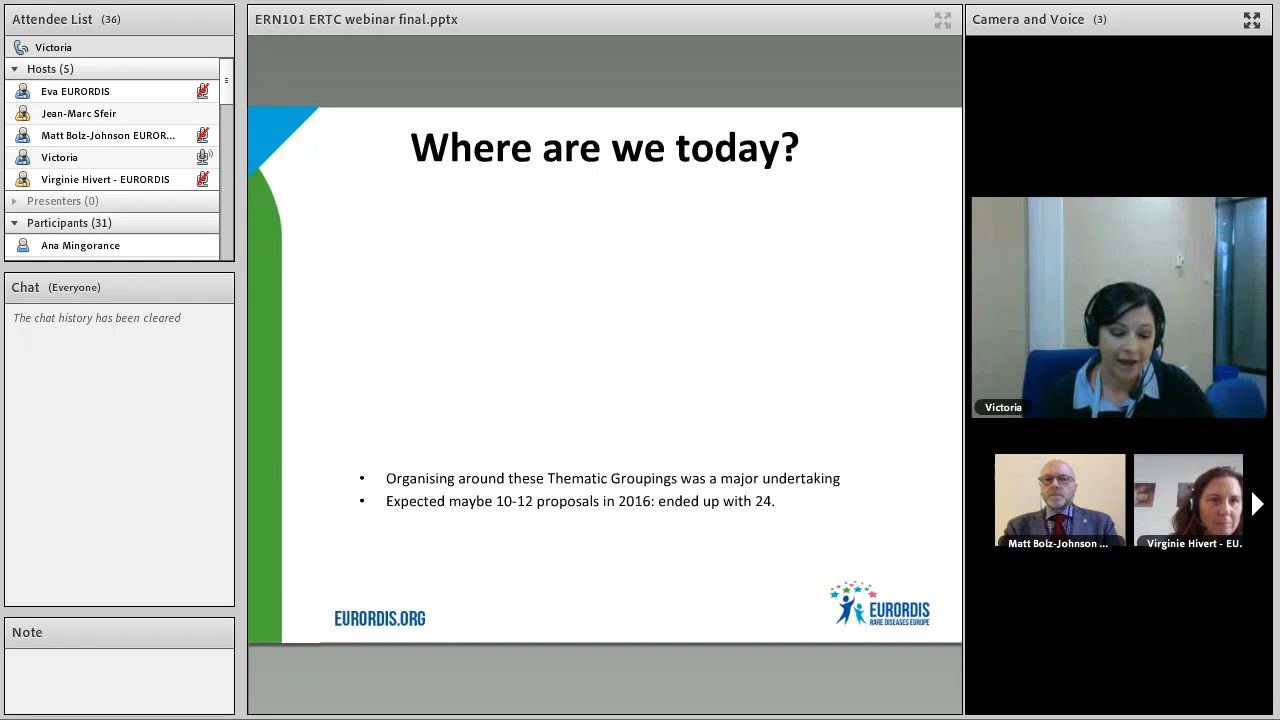 Attendee List (36)
Victoria
Hosts (5)
Eva EURORDIS
Jean-Marc Sfeir
Matt Bolz-Johnson EUROR...
Victoria
Virginie Hivert - EURORDIS
Presenters (0)
Participants (31)
Ana Mingorance
Chat (Everyone)
The chat history has been cleared
Note
ERN101 ERTC webinar final.pptx
Where are we today?
• Organising around these Thematic Groupings was a major undertaking
• Expected maybe 10-12 proposals in 2016: ended up with 24.
EURORDIS.ORG
EURORDIS
RARE DISEASES EUROPE
Camera and Voice (3)
Victoria
Matt Bolz-Johnson ...
Virginie Hivert - EU.